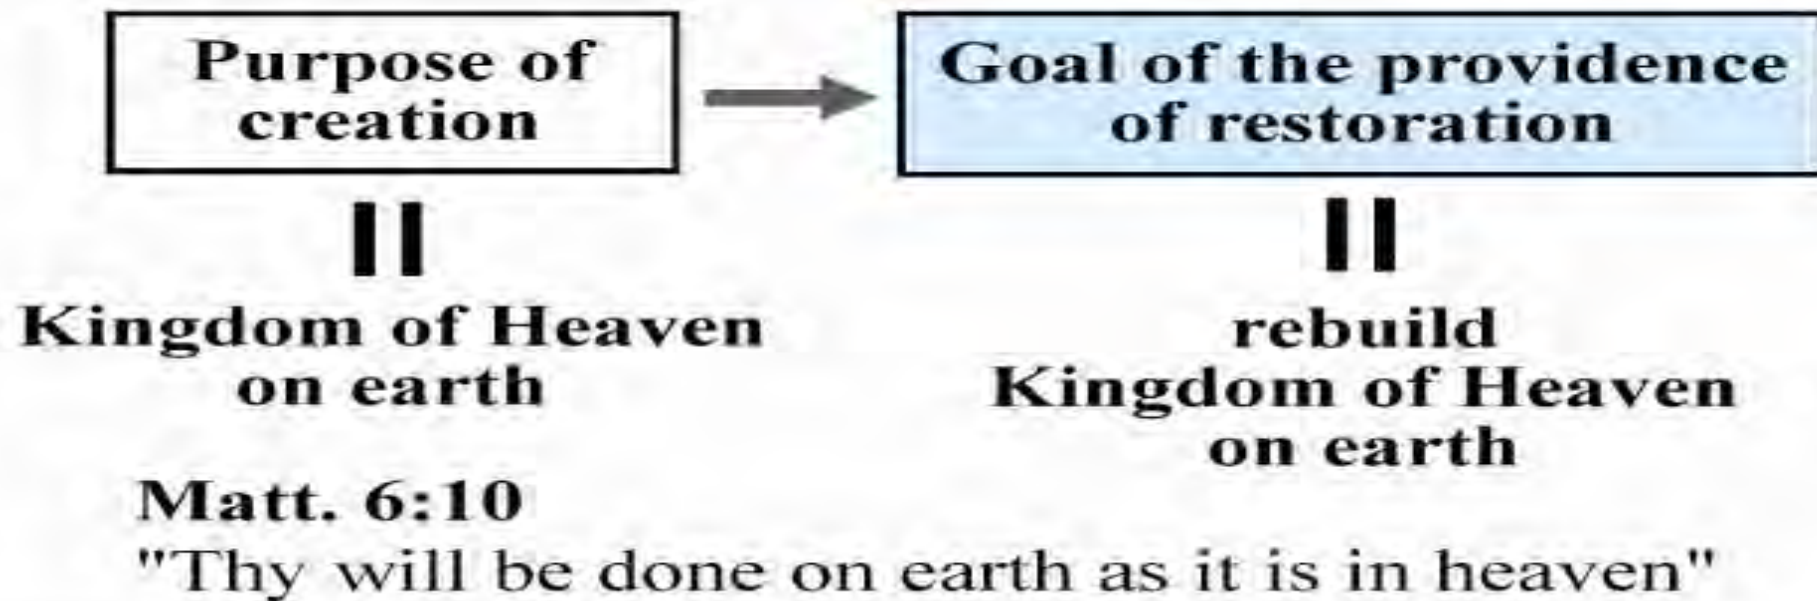 Purpose of
creation
Goal of the providence
of restoration
Kingdom of Heaven
on earth
rebuild
Kingdom of Heaven
on earth
Matt. 6:10
"Thy will be done on earth as it is in heaven"